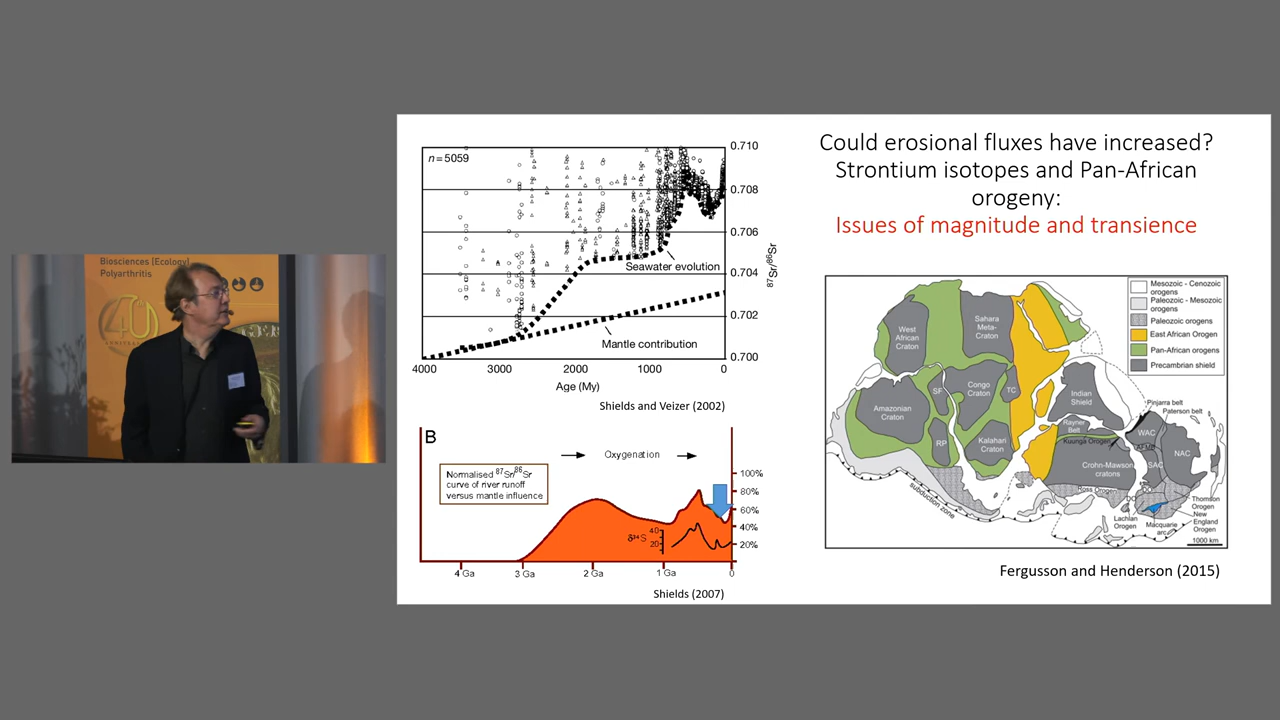 Biosciences |Ecology|
Polyarthritis
40
n = 5059
0.710
0.708
0.706
0.704
0.702
0.700
⁸⁷Sr/⁸⁶Sr
Seawater evolution
Mantle contribution
4000
3000
2000
1000
0
Age (My)
Shields and Veizer (2002)
B
Oxygenation
Normalised ⁸⁷Sr/⁸⁶Sr
curve of river runoff
versus mantle influence
100%
80%
60%
40%
20%
δ³⁴S
40
20
4 Ga
3 Ga
2 Ga
1 Ga
0
Shields (2007)
Could erosional fluxes have increased?
Strontium isotopes and Pan-African
orogeny:
Issues of magnitude and transience
Mesozoic - Cenozoic
orogens
Paleozoic - Mesozoic
orogens
Paleozoic orogens
East African Orogen
Pan-African orogens
Precambrian shield
West
African
Craton
Sahara
Meta-
Craton
Amazonian
Craton
SF
Congo
Craton
TC
RP
Kalahari
Craton
Indian
Shield
Rayner
Belt
Kuunga Orogen
Pinjarra belt
Paterson belt
WAC
NAC
SAC
Crohn-Mawson
cratons
Ross Orogen
subduction zone
Lachlan
Orogen
Macquarie
arc
Thomson
Orogen
New
England
Orogen
1000 km
Fergusson and Henderson (2015)